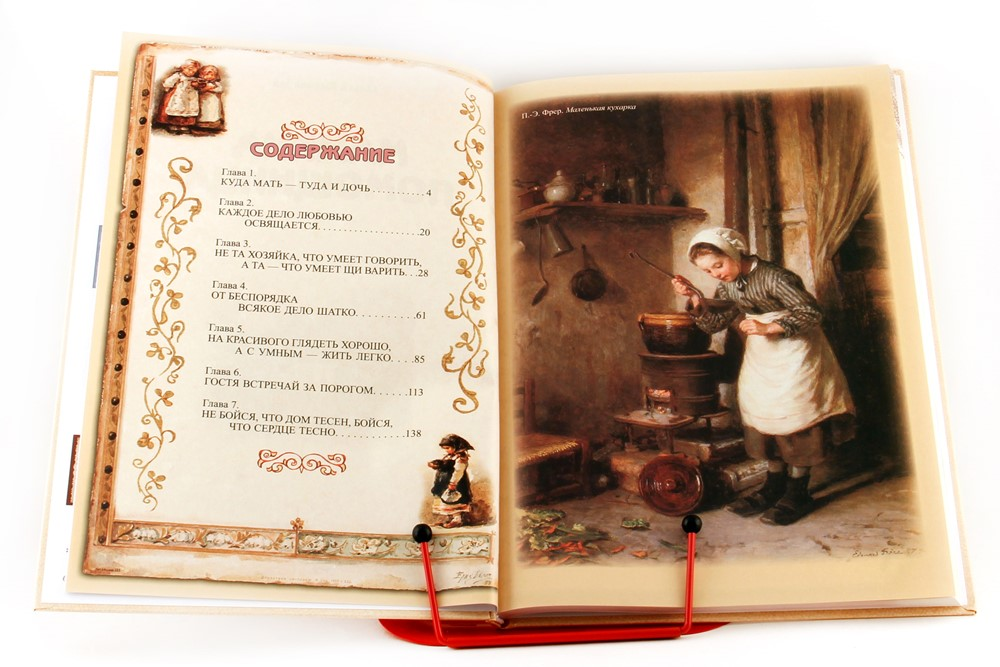 СОДЕРЖАНИЕ
Глава 1.
КУДА МАТЬ — ТУДА И ДОЧЬ...........4
Глава 2.
КАЖДОЕ ДЕЛО ЛЮБОВЬЮ
ОСВЯЩАЕТСЯ....................20
Глава 3.
НЕ ТА ХОЗЯЙКА, ЧТО УМЕЕТ ГОВОРИТЬ,
А ТА — ЧТО УМЕЕТ ЩИ ВАРИТЬ. . .28
Глава 4.
ОТ БЕСПОРЯДКА
ВСЯКОЕ ДЕЛО ШАТКО. . . . . . . . . .61
Глава 5.
НА КРАСИВОГО ГЛЯДЕТЬ ХОРОШО,
А С УМНЫМ — ЖИТЬ ЛЕГКО. . . .85
Глава 6.
ГОСТЯ ВСТРЕЧАЙ ЗА ПОРОГОМ. . . . . .113
Глава 7.
НЕ БОЙСЯ, ЧТО ДОМ ТЕСЕН, БОЙСЯ,
ЧТО СЕРДЦЕ ТЕСНО. . . . . . . . . . . .138
П.-Э. Фрер. Маленькая кухарка